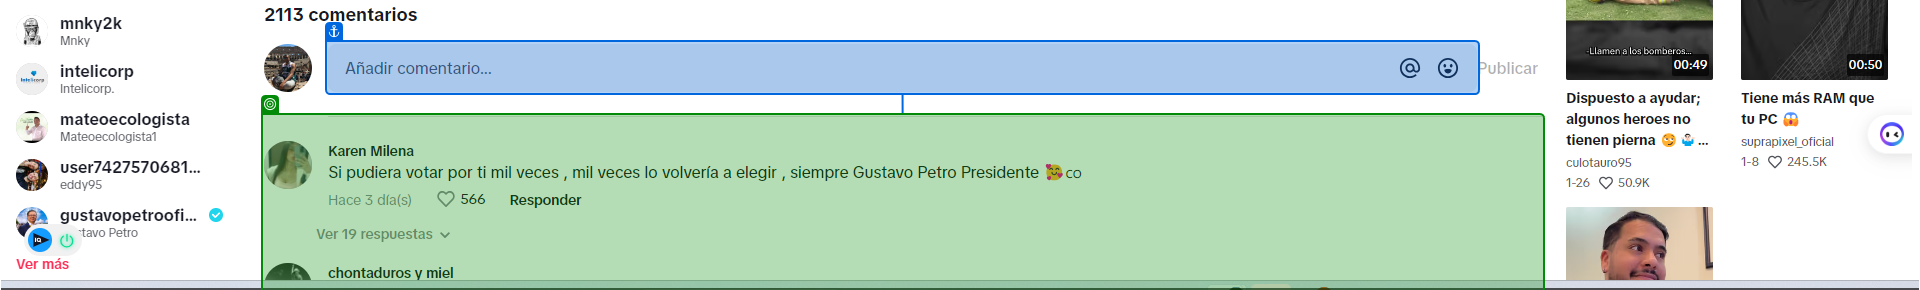 mnky2k
Mnky
intelicorp
Intelicorp.
mateoecologista
Mateoecologista1
user7427570681...
eddy95
gustavopetroofi...
Petro
Ver más
2113 comentarios
Añadir comentario...
Publicar
Karen Milena
Si pudiera votar por ti mil veces , mil veces lo volvería a elegir , siempre Gustavo Petro Presidente 🥰co
Hace 3 día(s) 566 Responder
Ver 19 respuestas
chontaduros y miel
-Llamen a los bomberos...
00:49
Dispuesto a ayudar;
algunos heroes no
tienen pierna 😏 🤷‍♂️ ...
culotauro95
1-26 50.9K
00:50
Tiene más RAM que
tu PC 😱
suprapixel_oficial
1-8 245.5K